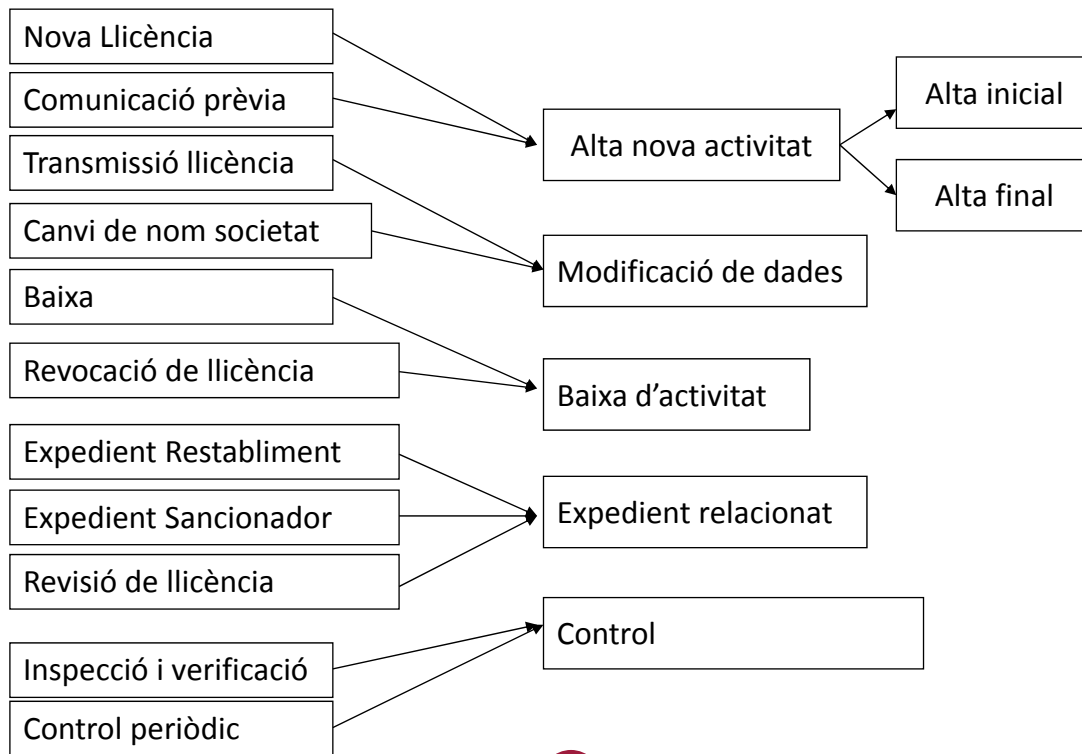 Nova Llicència
Comunicació prèvia
Transmissió llicència
Canvi de nom societat
Baixa
Revocació de llicència
Expedient Restabliment
Expedient Sancionador
Revisió de llicència
Inspecció i verificació
Control periòdic
Alta nova activitat
Modificació de dades
Baixa d’activitat
Expedient relacionat
Control
Alta inicial
Alta final